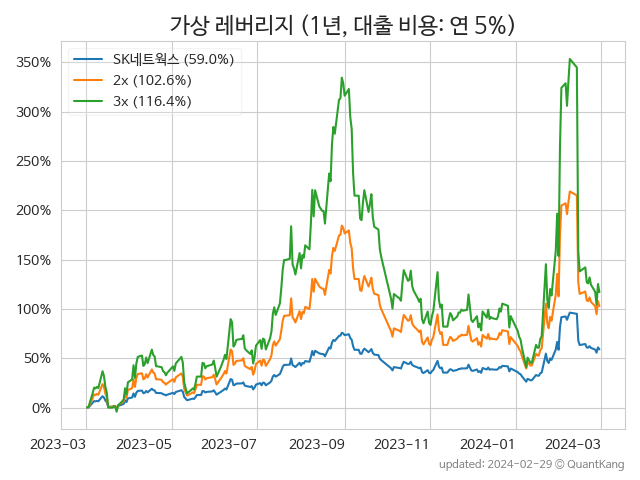 가상 레버리지 (1년, 대출 비용: 연 5%)
SK네트웍스 (59.0%)
2x (102.6%)
3x (116.4%)
350%
300%
250%
200%
150%
100%
50%
0%
2023-03 2023-05 2023-07 2023-09 2023-11 2024-01 2024-03
updated: 2024-02-29 © QuantKang